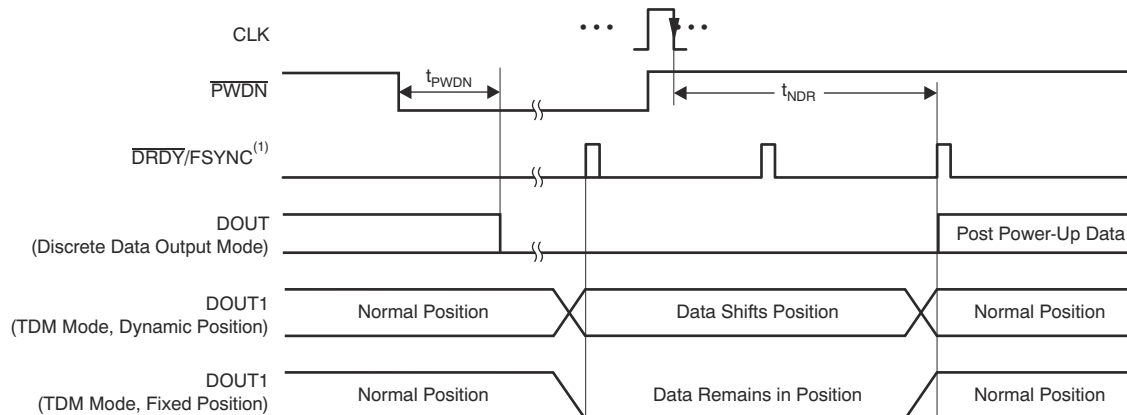 CLK
PWDN
tPWDN
tNDR
DRDY/FSYNC(1)
DOUT
(Discrete Data Output Mode)
Post Power-Up Data
DOUT1
(TDM Mode, Dynamic Position)
Normal Position
Data Shifts Position
Normal Position
DOUT1
(TDM Mode, Fixed Position)
Normal Position
Data Remains in Position
Normal Position